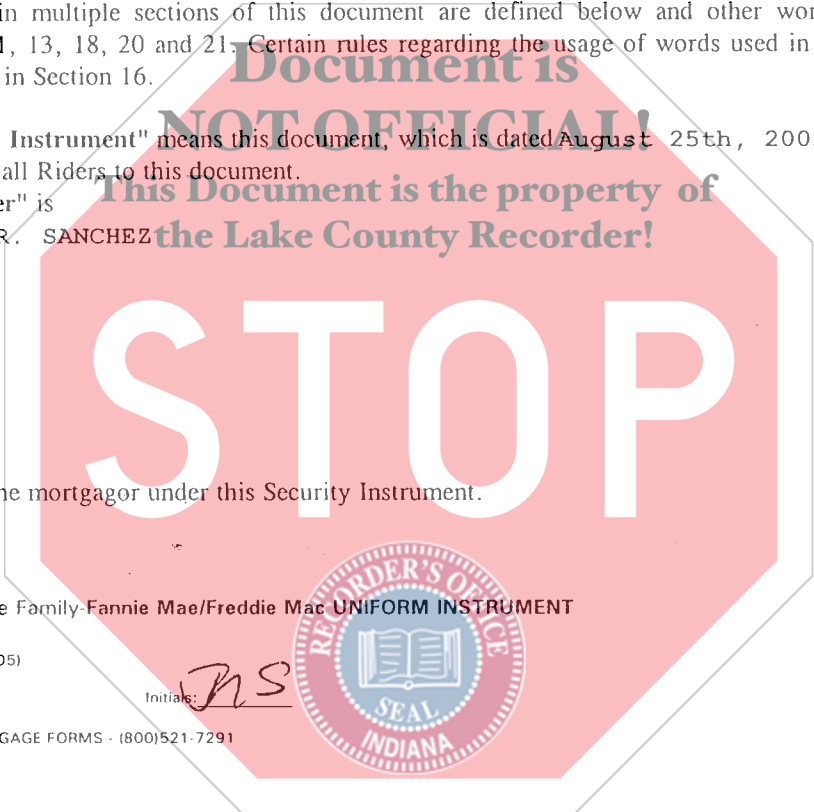 in multiple sections of this document are defined below and other wor
, 13, 18, 20 and 21. Certain rules regarding the usage of words used in
in Section 16.
Document is
NOT OFFICIAL!
Instrument" means this document, which is dated August 25th, 200
all Riders to this document.
This Document is the property of
er" is
R. SANCHEZ
the Lake County Recorder!
STOP
he mortgagor under this Security Instrument.
RECORDER'S OFFICE
SEAL
INDIANA
e Family-Fannie Mae/Freddie Mac UNIFORM INSTRUMENT
05)
Initials:
GAGE FORMS - (800)521-7291